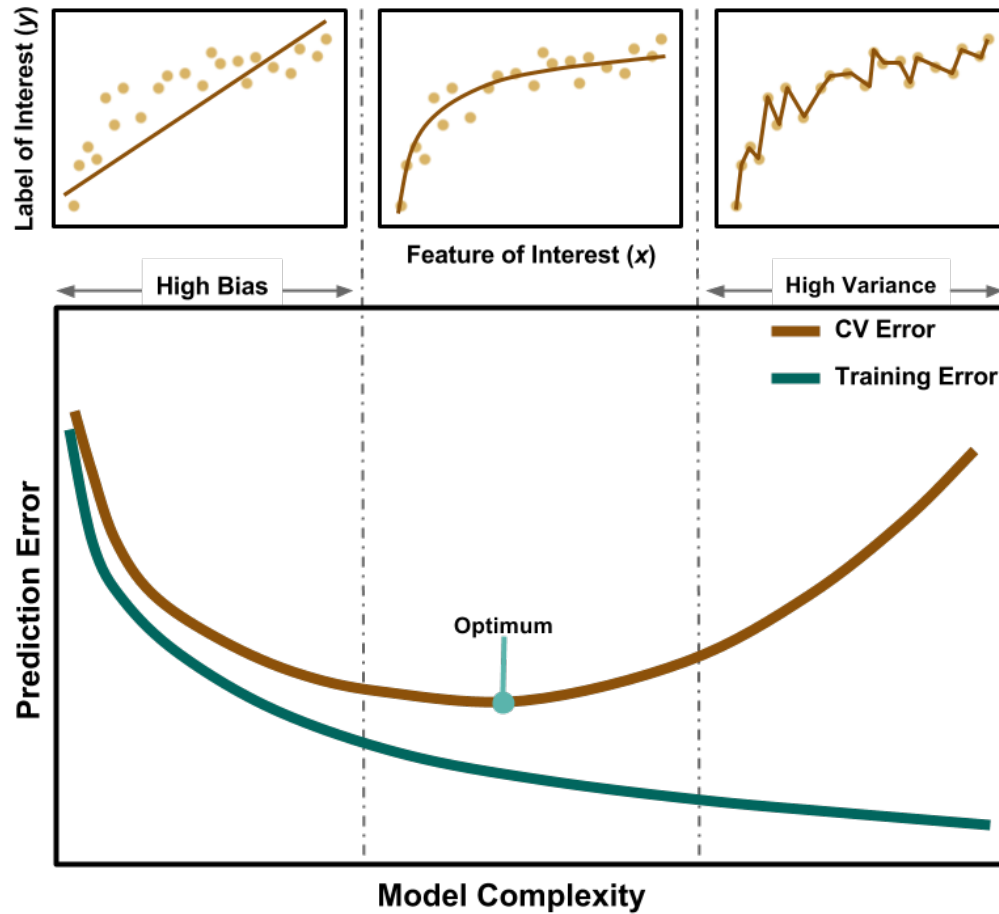 Label of Interest (y)
Feature of Interest (x)
High Bias
High Variance
CV Error
Training Error
Optimum
Prediction Error
Model Complexity